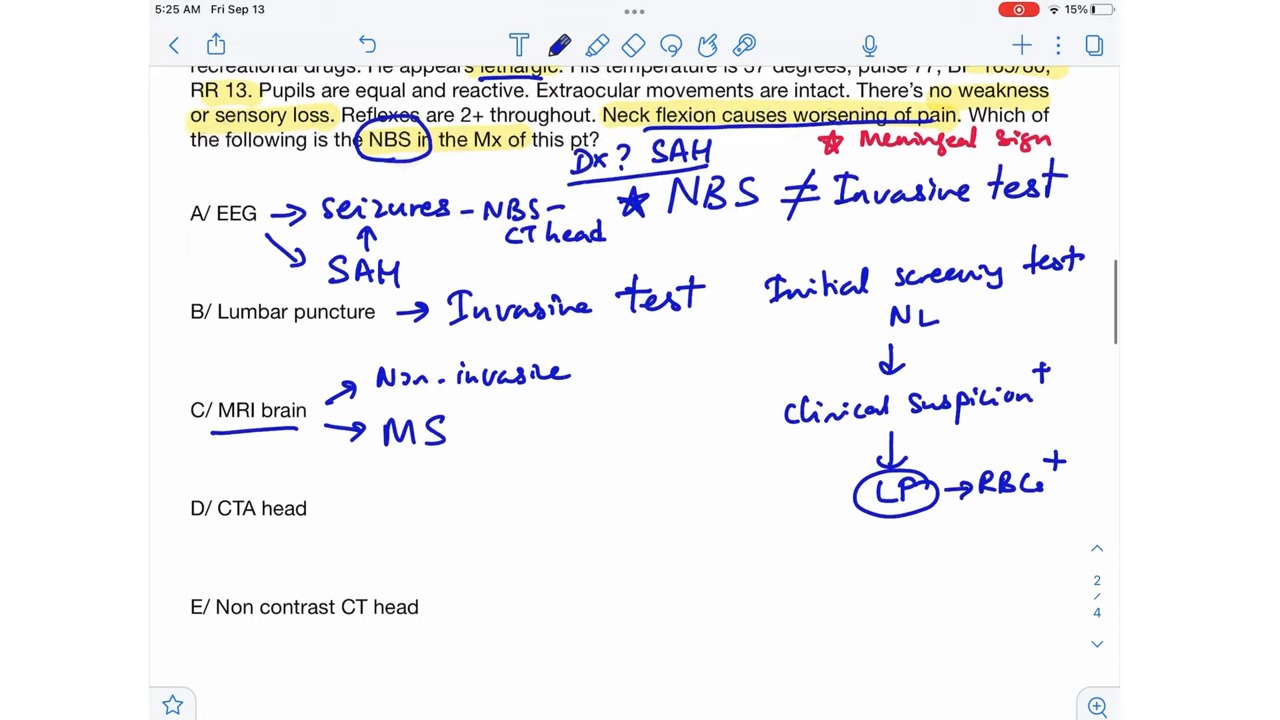 5:25 AM Fri Sep 13
15%
recreational drugs. He appears lethargic. His temperature is 37 degrees, pulse 77, BP 165/80,
RR 13. Pupils are equal and reactive. Extraocular movements are intact. There's no weakness
or sensory loss. Reflexes are 2+ throughout. Neck flexion causes worsening of pain. Which of
the following is the NBS in the Mx of this pt?
Meningeal sign
Dx? SAH
NBS ≠ Invasive test
A/ EEG → seizures - NBS -
CT head
SAH
Initial screening test
NL
B/ Lumbar puncture → Invasive test
Non-invasive
Clinical suspicion +
C/ MRI brain
MS
LP → RBCs +
D/ CTA head
2
/
4
E/ Non contrast CT head